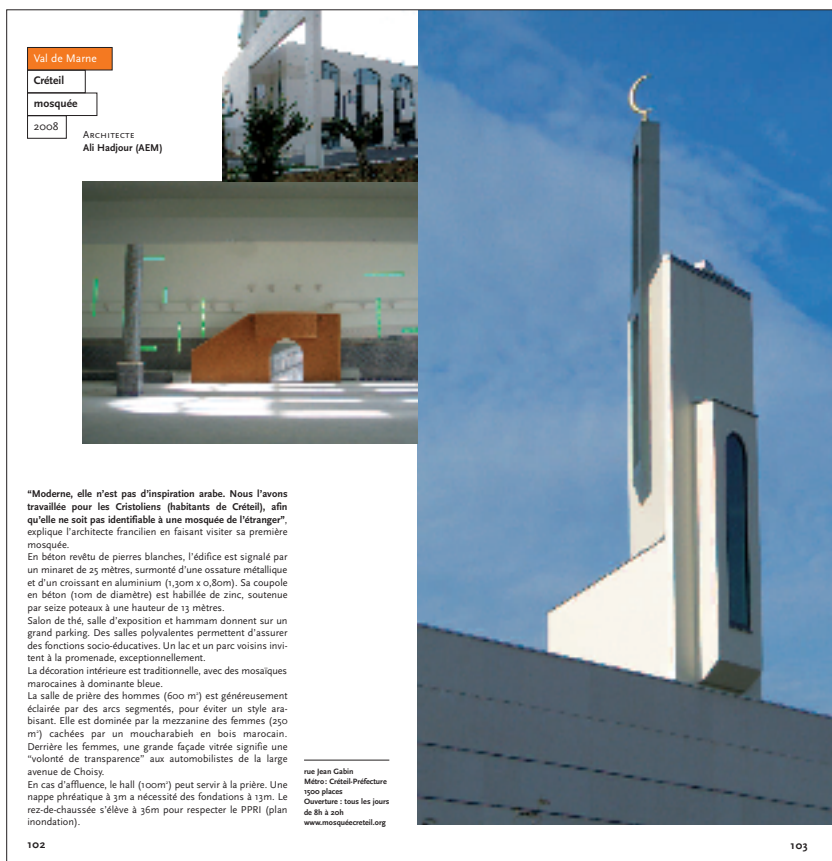 Val de Marne
Créteil
mosquée
2008
ARCHITECTE
Ali Hadjour (AEM)
“Moderne, elle n’est pas d’inspiration arabe. Nous l’avons
travaillée pour les Cristoliens (habitants de Créteil), afin
qu’elle ne soit pas identifiable à une mosquée de l’étranger”,
explique l’architecte francilien en faisant visiter sa première
mosquée.
En béton revêtu de pierres blanches, l’édifice est signalé par
un minaret de 25 mètres, surmonté d’une ossature métallique
et d’un croissant en aluminium (1,30m x 0,80m). Sa coupole
en béton (10m de diamètre) est habillée de zinc, soutenue
par seize poteaux à une hauteur de 13 mètres.
Salon de thé, salle d’exposition et hammam donnent sur un
grand parking. Des salles polyvalentes permettent d’assurer
des fonctions socio-éducatives. Un lac et un parc voisins invi-
tent à la promenade, exceptionnellement.
La décoration intérieure est traditionnelle, avec des mosaïques
marocaines à dominante bleue.
La salle de prière des hommes (600 m²) est généreusement
éclairée par des arcs segmentés, pour éviter un style ara-
bisant. Elle est dominée par la mezzanine des femmes (250
m²) cachées par un moucharabieh en bois marocain.
Derrière les femmes, une grande façade vitrée signifie une
“volonté de transparence” aux automobilistes de la large
avenue de Choisy.
En cas d’affluence, le hall (100m²) peut servir à la prière. Une
nappe phréatique à 3m a nécessité des fondations à 13m. Le
rez-de-chaussée s’élève à 36m pour respecter le PPRI (plan
inondation).
rue Jean Gabin
Métro : Créteil-Préfecture
1500 places
Ouverture : tous les jours
de 8h à 20h
www.mosquéecreteil.org
102
103